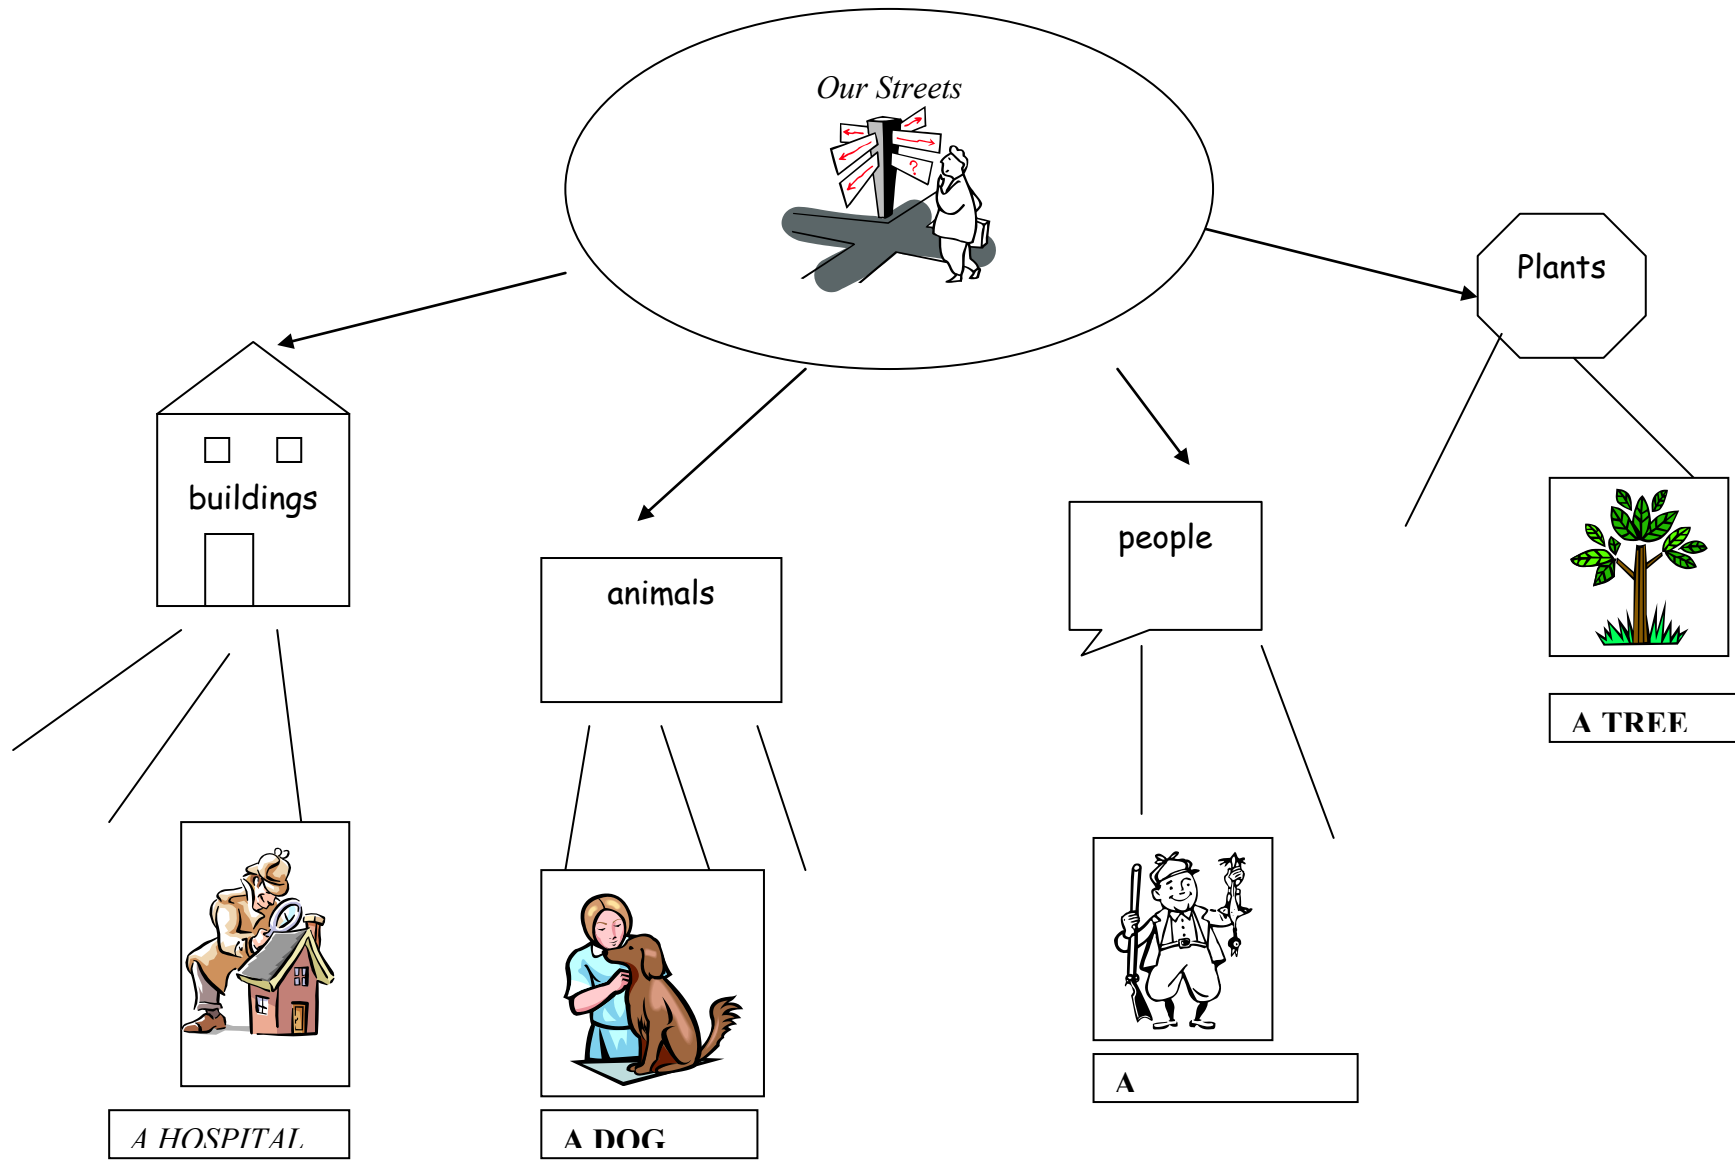 Our Streets
?
Plants
buildings
people
animals
A TREE
A
A HOSPITAL
A DOG